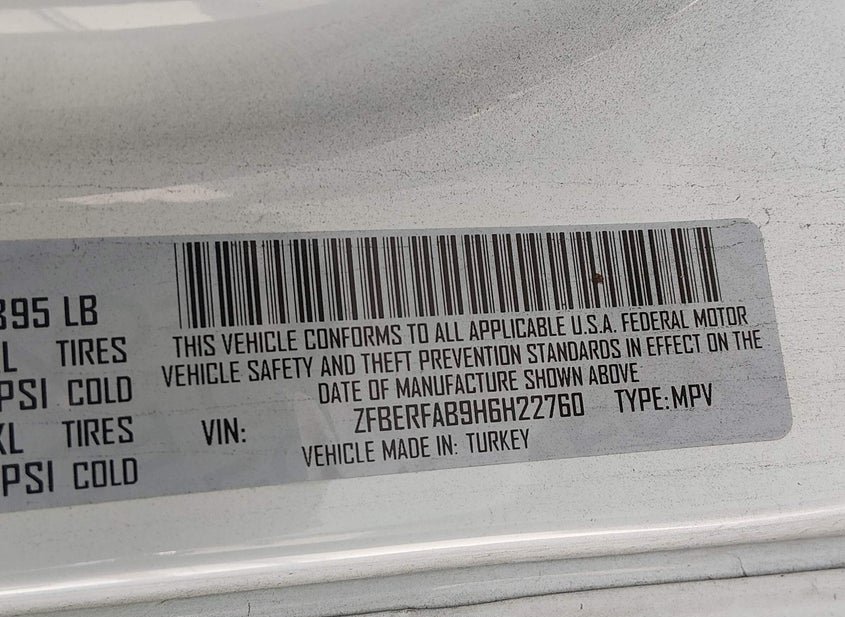 395 LB
TIRES
PSI COLD
XL TIRES
PSI COLD
THIS VEHICLE CONFORMS TO ALL APPLICABLE U.S.A. FEDERAL MOTOR
VEHICLE SAFETY AND THEFT PREVENTION STANDARDS IN EFFECT ON THE
DATE OF MANUFACTURE SHOWN ABOVE
VIN: ZFBERFAB9H6H22760 TYPE:MPV
VEHICLE MADE IN: TURKEY